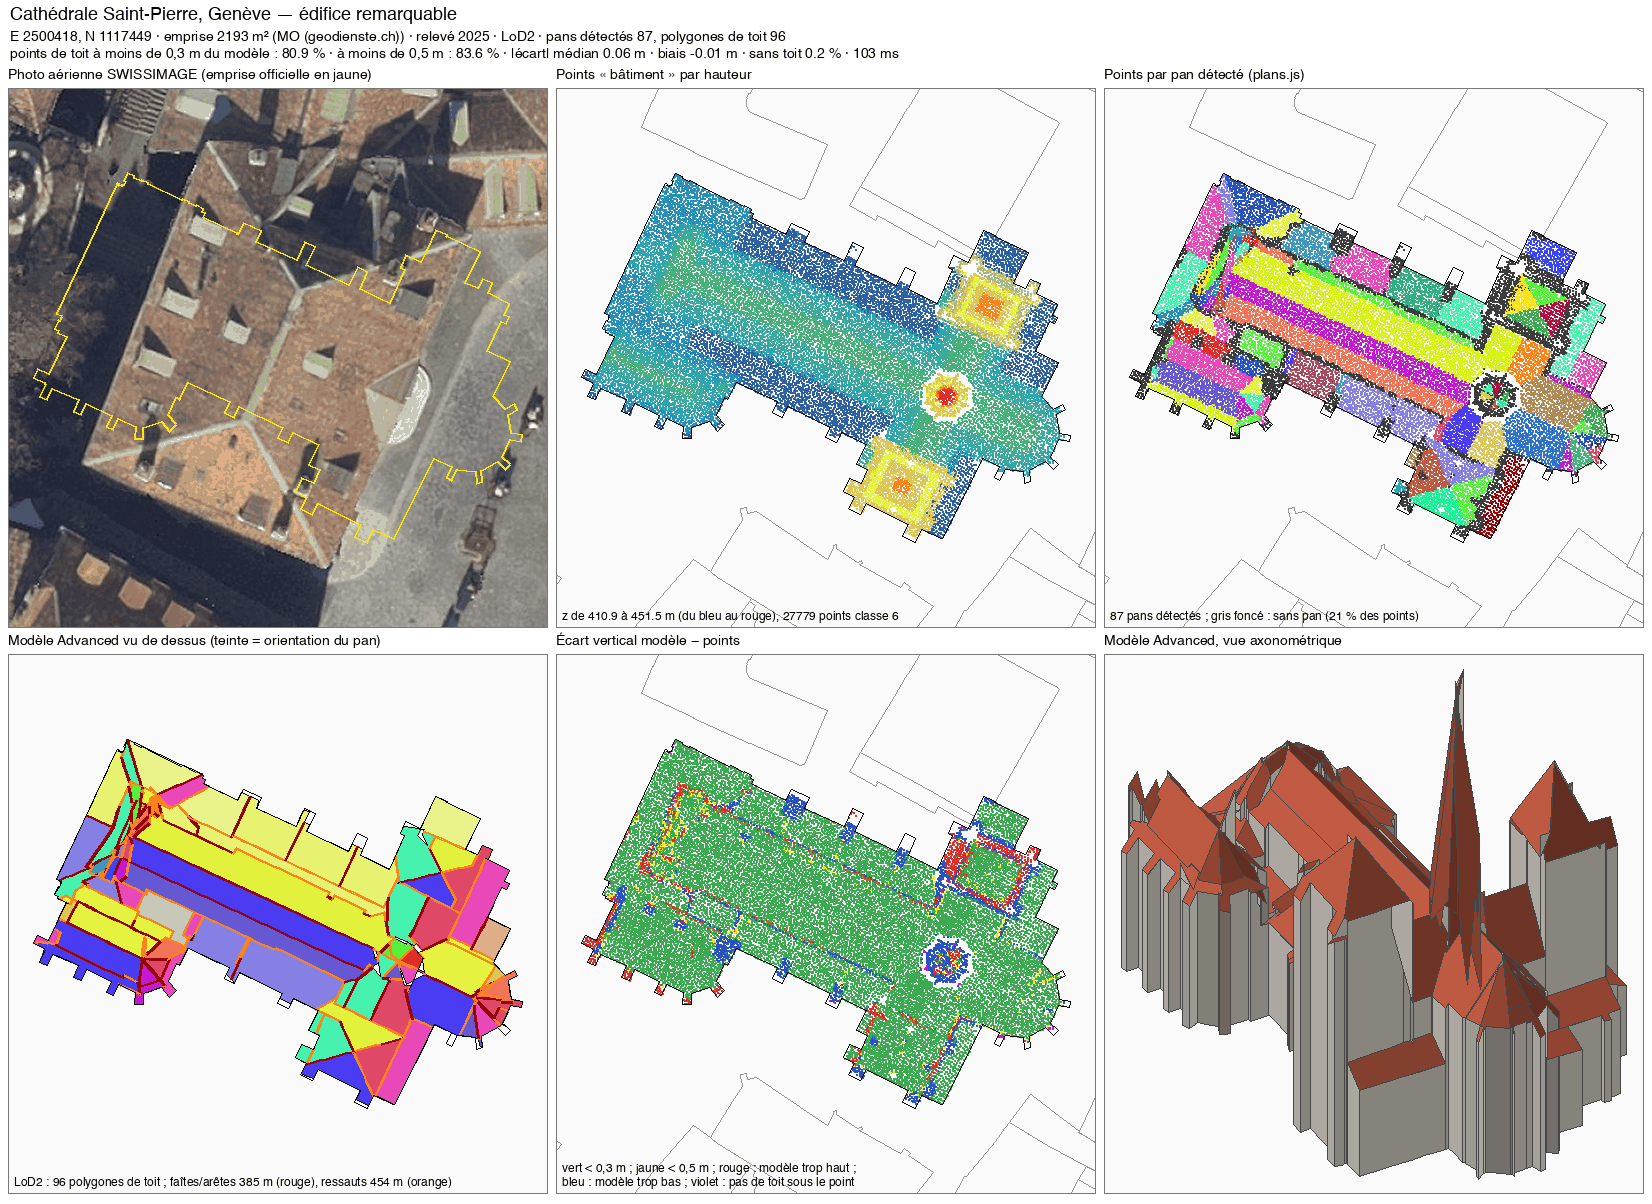 Cathédrale Saint-Pierre, Genève — édifice remarquable
E 2500418, N 1117449 · emprise 2193 m² (MO (geodienste.ch)) · relevé 2025 · LoD2 · pans détectés 87, polygones de toit 96
points de toit à moins de 0,3 m du modèle : 80.9 % · à moins de 0,5 m : 83.6 % · |écart| médian 0.06 m · biais -0.01 m · sans toit 0.2 % · 103 ms
Photo aérienne SWISSIMAGE (emprise officielle en jaune)
Points « bâtiment » par hauteur
Points par pan détecté (plans.js)
z de 410.9 à 451.5 m (du bleu au rouge), 27779 points classe 6
87 pans détectés ; gris foncé : sans pan (21 % des points)
Modèle Advanced vu de dessus (teinte = orientation du pan)
Écart vertical modèle − points
Modèle Advanced, vue axonométrique
LoD2 : 96 polygones de toit ; faîtes/arêtes 385 m (rouge), ressauts 454 m (orange)
vert < 0,3 m ; jaune < 0,5 m ; rouge : modèle trop haut ;
bleu : modèle trop bas ; violet : pas de toit sous le point